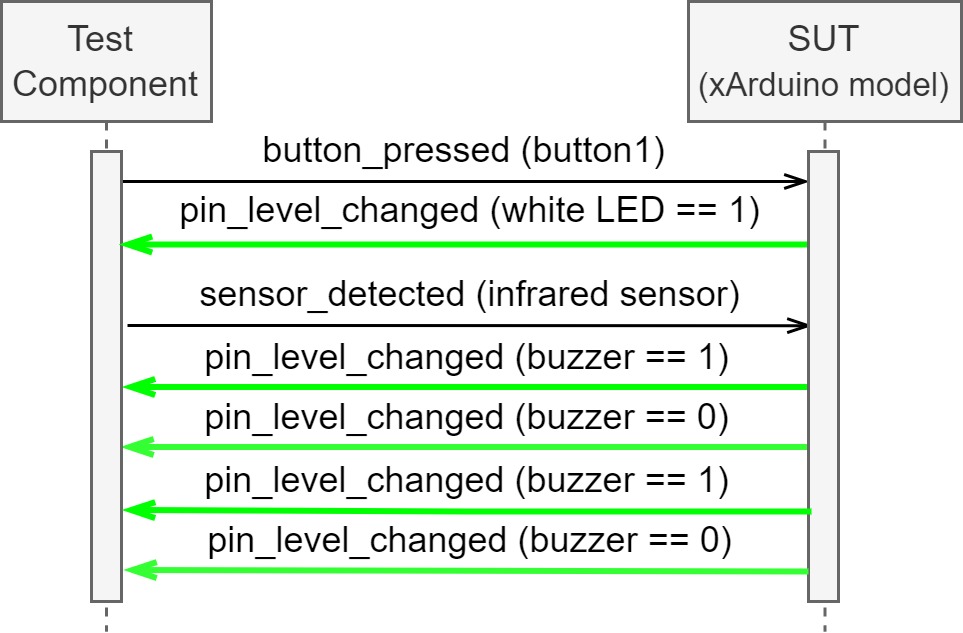 Test
Component
SUT
(xArduino model)
button_pressed (button1)
pin_level_changed (white LED == 1)
sensor_detected (infrared sensor)
pin_level_changed (buzzer == 1)
pin_level_changed (buzzer == 0)
pin_level_changed (buzzer == 1)
pin_level_changed (buzzer == 0)